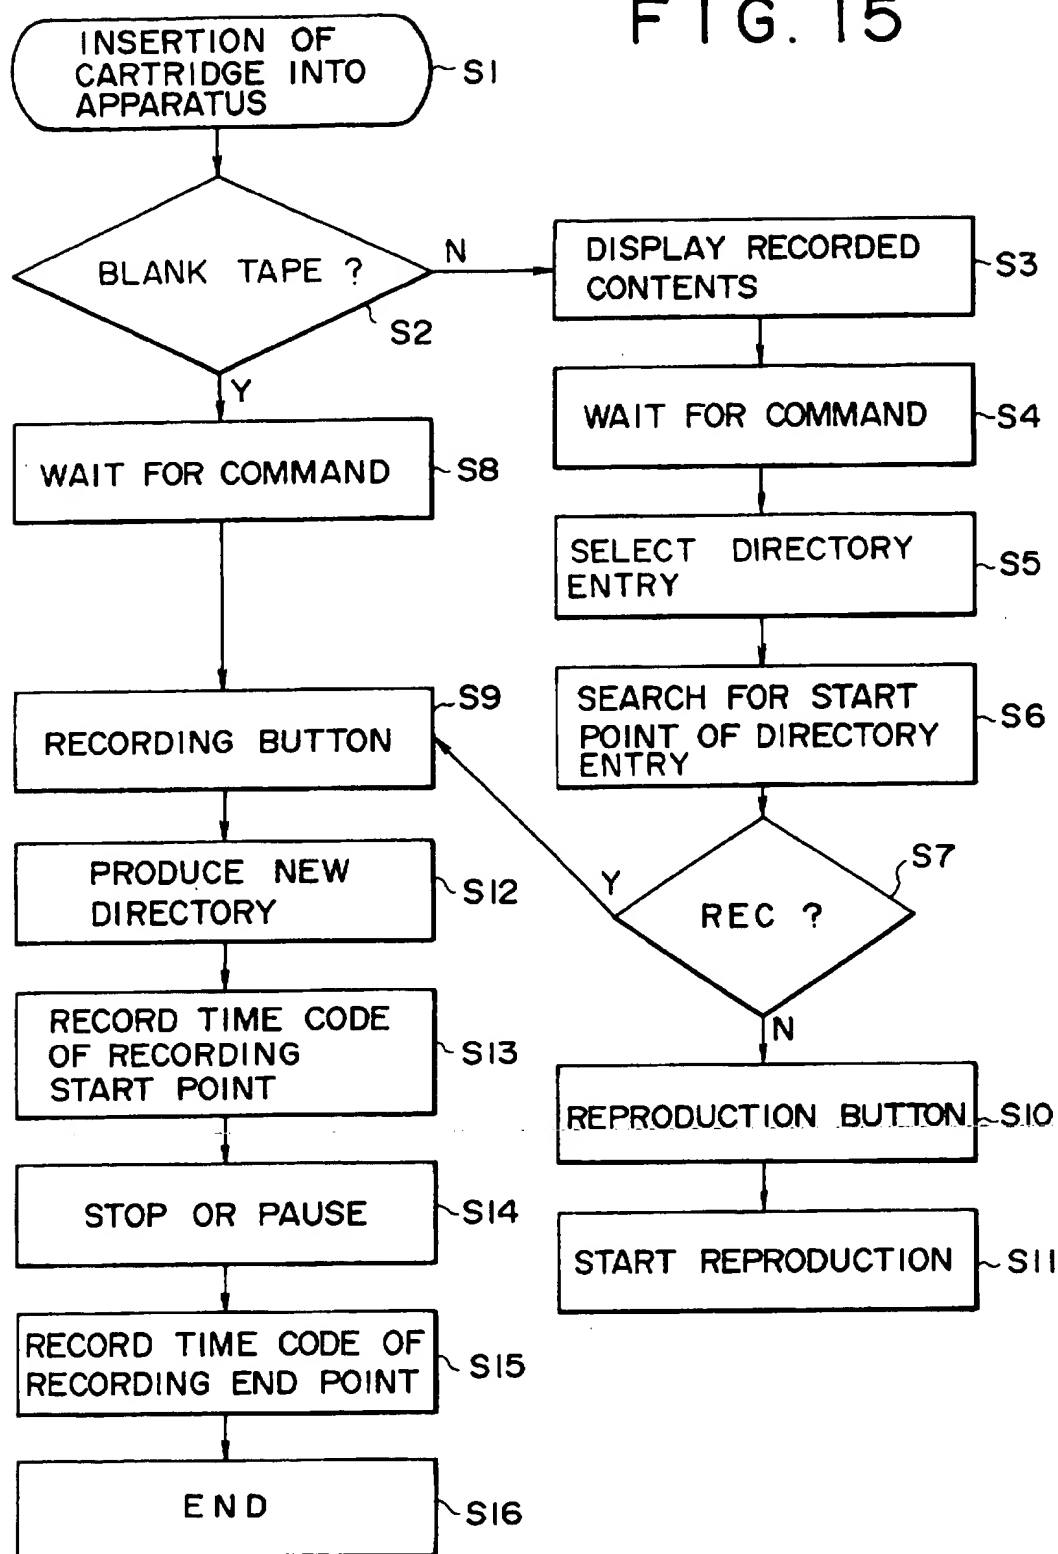 FIG. 15
INSERTION OF
CARTRIDGE INTO
APPARATUS
S1
BLANK TAPE ?
S2
N
Y
DISPLAY RECORDED
CONTENTS
S3
WAIT FOR COMMAND
S4
SELECT DIRECTORY
ENTRY
S5
SEARCH FOR START
POINT OF DIRECTORY
ENTRY
S6
REC ?
S7
Y
N
REPRODUCTION BUTTON
S10
START REPRODUCTION
S11
WAIT FOR COMMAND
S8
RECORDING BUTTON
S9
PRODUCE NEW
DIRECTORY
S12
RECORD TIME CODE
OF RECORDING
START POINT
S13
STOP OR PAUSE
S14
RECORD TIME CODE OF
RECORDING END POINT
S15
END
S16